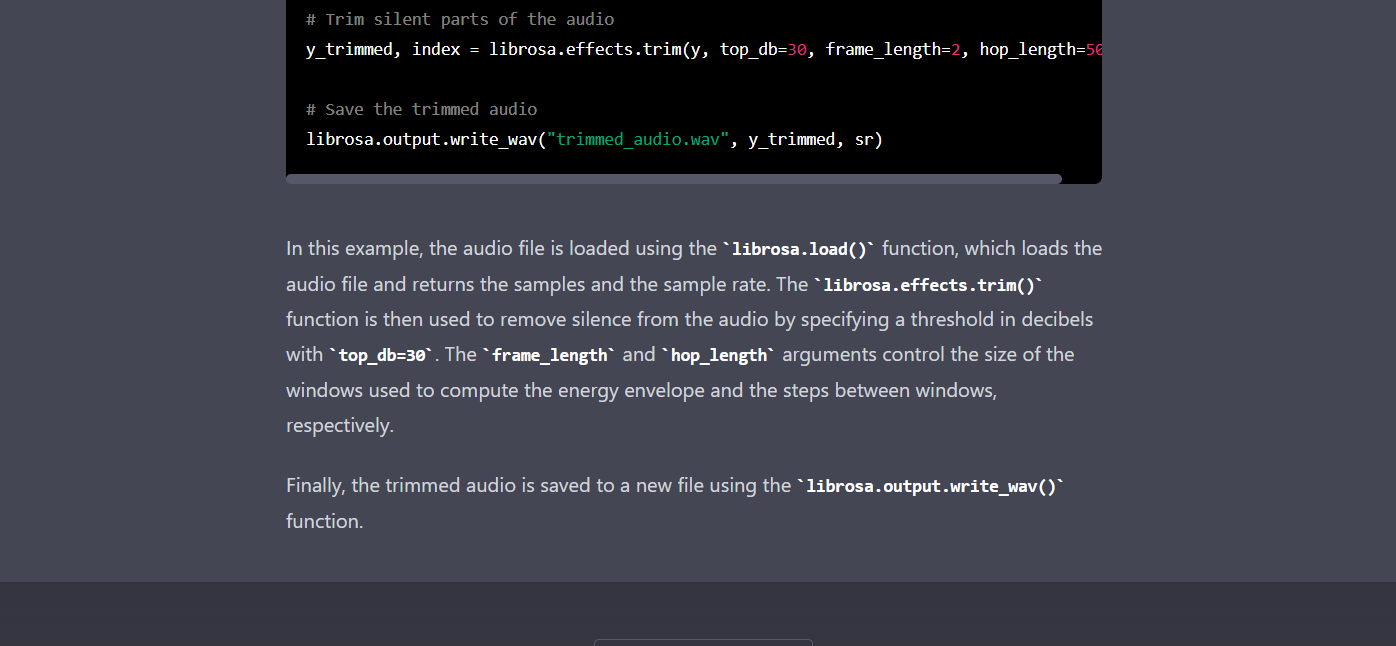 # Trim silent parts of the audio
y_trimmed, index = librosa.effects.trim(y, top_db=30, frame_length=2, hop_length=50
# Save the trimmed audio
librosa.output.write_wav("trimmed_audio.wav", y_trimmed, sr)
In this example, the audio file is loaded using the `librosa.load()` function, which loads the
audio file and returns the samples and the sample rate. The `librosa.effects.trim()`
function is then used to remove silence from the audio by specifying a threshold in decibels
with `top_db=30`. The `frame_length` and `hop_length` arguments control the size of the
windows used to compute the energy envelope and the steps between windows,
respectively.
Finally, the trimmed audio is saved to a new file using the `librosa.output.write_wav()`
function.